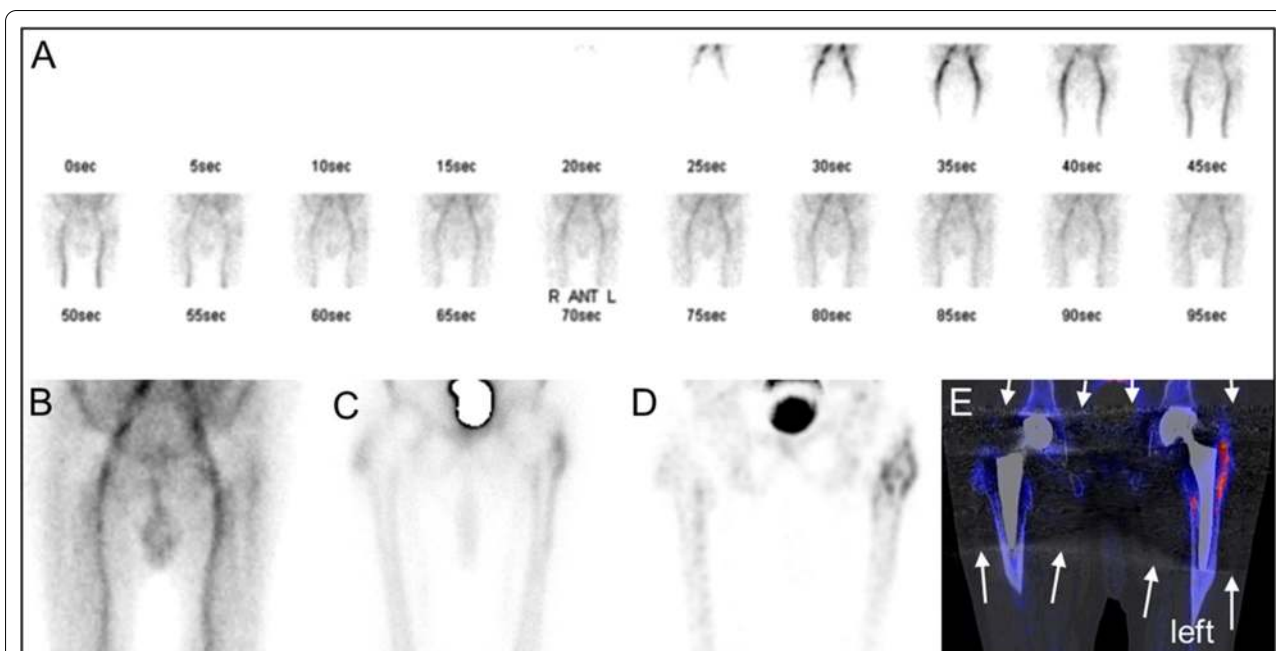 A
0sec 5sec 10sec 15sec 20sec 25sec 30sec 35sec 40sec 45sec
R ANT L
50sec 55sec 60sec 65sec 70sec 75sec 80sec 85sec 90sec 95sec
B C D E
left